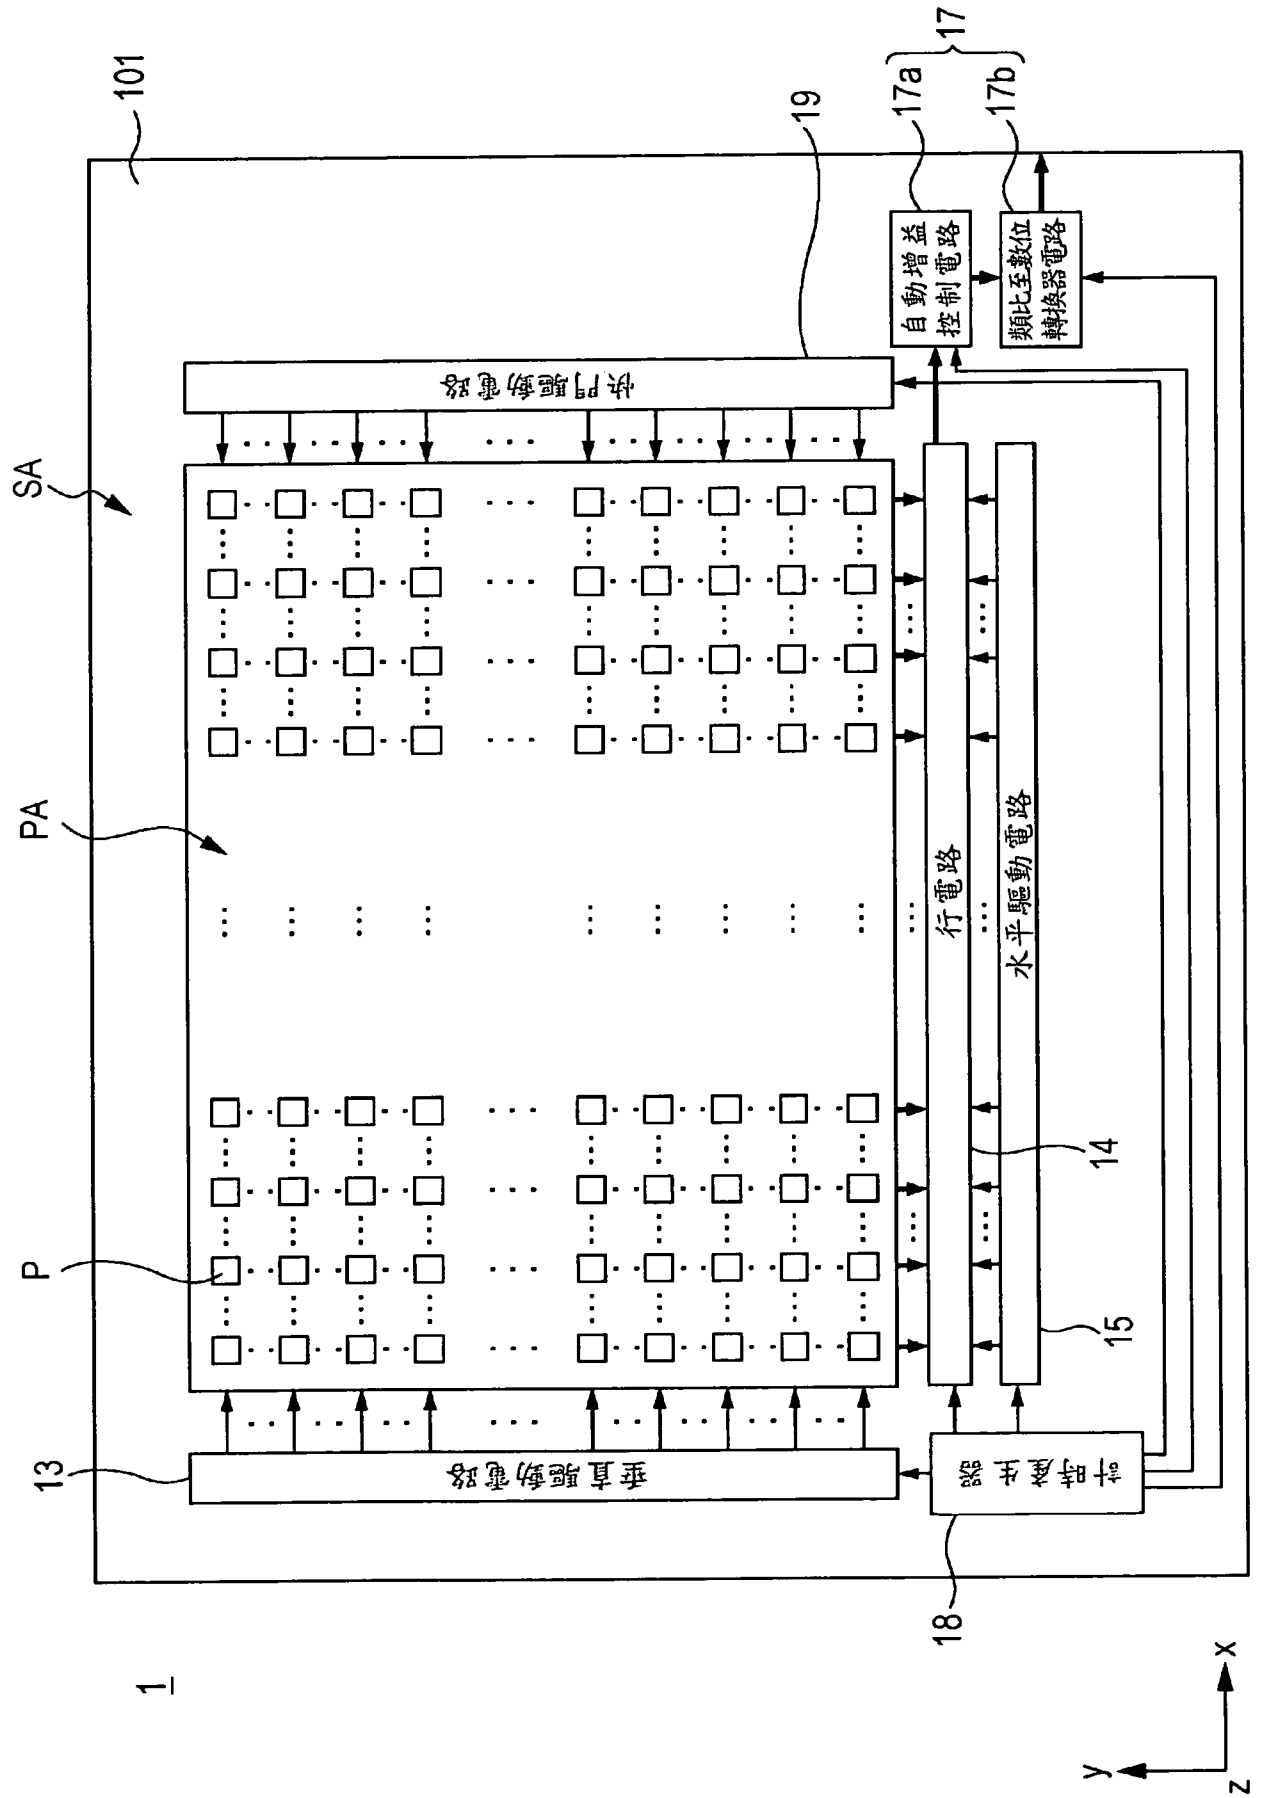 1
101
SA
PA
P
13
垂直驅動電路
快門驅動電路
19
17
17a
17b
自動增益
控制電路
類比至數位
轉換器電路
行電路
14
水平驅動電路
15
計時產生
器
18
y
x
z